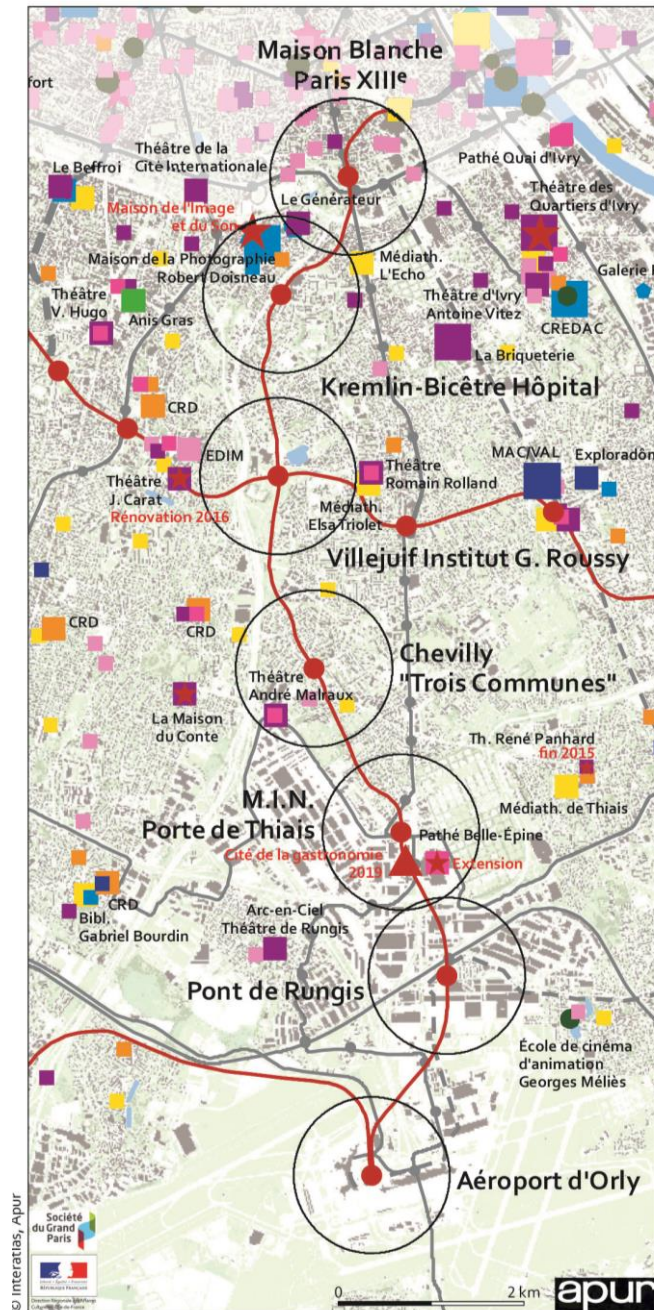 Maison Blanche
Paris XIIIe
fort
Théâtre de la
Cité Internationale
Pathé Quai d'Ivry
Le Beffroi
Théâtre des
Quartiers d'Ivry
Le Générateur
Maison de l'Image
et du Son
Maison de la Photographie
Robert Doisneau
Médiath.
L'Echo
Galerie
Théâtre
V. Hugo
Anis Gras
Théâtre d'Ivry
Antoine Vitez
CREDAC
La Briqueterie
Kremlin-Bicêtre Hôpital
CRD
EDIM
MAC/VAL
Exploradôm
Théâtre
J. Carat
Rénovation 2016
Théâtre
Romain Rolland
Médiath.
Elsa Triolet
Villejuif Institut G. Roussy
CRD
CRD
Chevilly
"Trois Communes"
Théâtre
André Malraux
La Maison
du Conte
Th. René Panhard
fin 2015
Médiath. de Thiais
M.I.N.
Porte de Thiais
Pathé Belle-Épine
Cité de la gastronomie
2019
Extension
CRD
Bibl.
Gabriel Bourdin
Arc-en-Ciel
Théâtre de Rungis
Pont de Rungis
École de cinéma
d'animation
Georges Méliès
Aéroport d'Orly
© Interatlas, Apur
Société
du Grand
Paris
RÉPUBLIQUE FRANÇAISE
0 2 km
apur